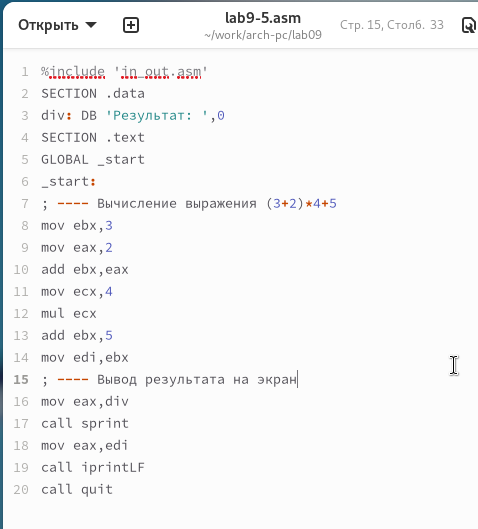 Открыть
lab9-5.asm
~/work/arch-pc/lab09
Стр. 15, Столб. 33
1 %include 'in_out.asm'
2 SECTION .data
3 div: DB 'Результат: ',0
4 SECTION .text
5 GLOBAL _start
6 _start:
7 ; ---- Вычисление выражения (3+2)*4+5
8 mov ebx,3
9 mov eax,2
10 add ebx,eax
11 mov ecx,4
12 mul ecx
13 add ebx,5
14 mov edi,ebx
15 ; ---- Вывод результата на экран
16 mov eax,div
17 call sprint
18 mov eax,edi
19 call iprintLF
20 call quit